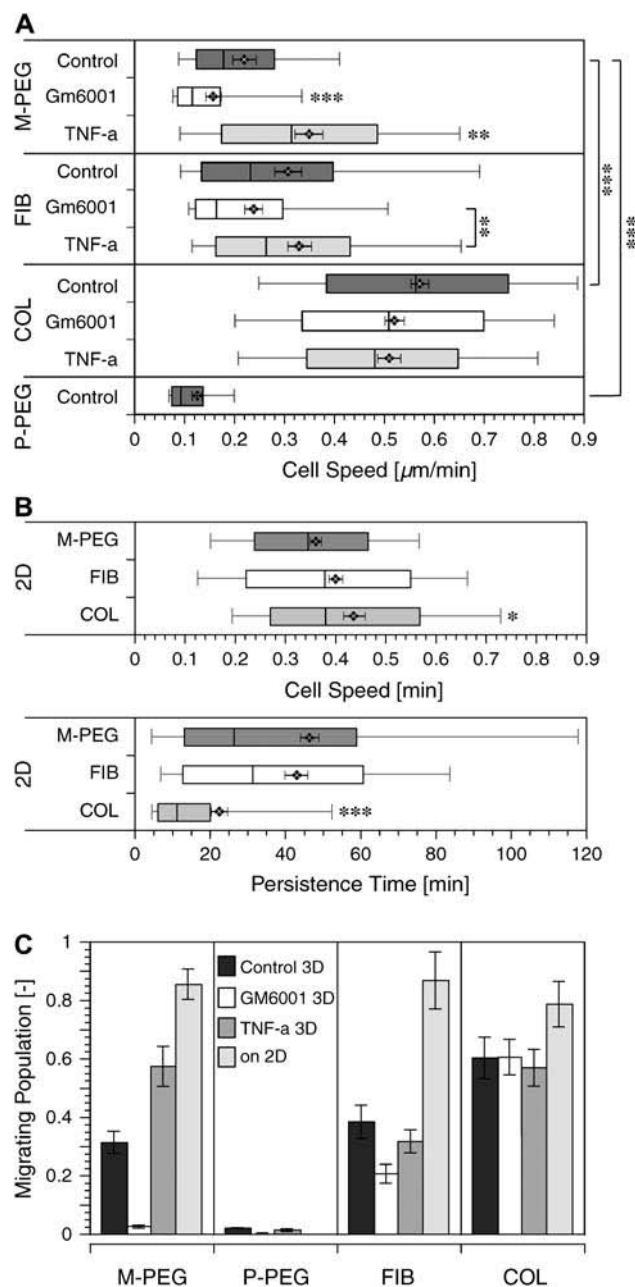 A
M-PEG
Control
Gm6001
***
TNF-a
**
FIB
Control
Gm6001
**
TNF-a
COL
Control
Gm6001
TNF-a
P-PEG
Control
***
***
0 0.1 0.2 0.3 0.4 0.5 0.6 0.7 0.8 0.9
Cell Speed [µm/min]
B
2D
M-PEG
FIB
COL
*
0 0.1 0.2 0.3 0.4 0.5 0.6 0.7 0.8 0.9
Cell Speed [min]
2D
M-PEG
FIB
COL
***
0 20 40 60 80 100 120
Persistence Time [min]
C
Migrating Population [-]
1
0.8
0.6
0.4
0.2
0
Control 3D
GM6001 3D
TNF-a 3D
on 2D
M-PEG P-PEG FIB COL